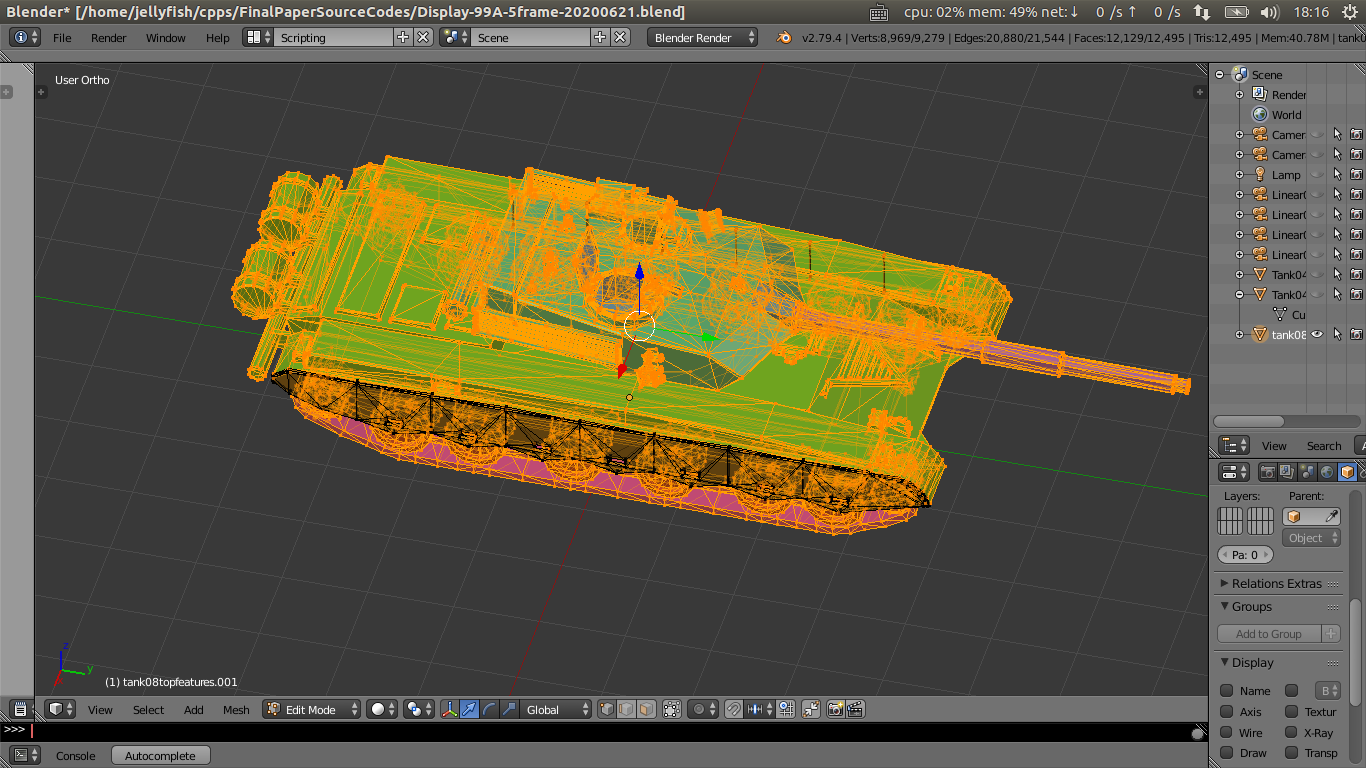 Blender* [/home/jellyfish/cpps/FinalPaperSourceCodes/Display-99A-5frame-20200621.blend]
cpu: 02% mem: 49% net:↓ 0 /s ↑ 0 /s 18:16
File Render Window Help Scripting Scene Blender Render v2.79.4 | Verts:8,969/9,279 | Edges:20,880/21,544 | Faces:12,129/12,495 | Tris:12,495 | Mem:40.78M | tank0
User Ortho
Scene
Render
World
Camer
Camer
Lamp
Linear
Linear
Linear
Linear
Tank04
Tank04
Cu
tank08
View Search
Layers: Parent:
Pa: 0 Object
Relations Extras
Groups
Add to Group
Display
Name B
Axis Textur
Wire X-Ray
Draw Transp
z
y
(1) tank08topfeatures.001
View Select Add Mesh Edit Mode Global
>>>
Console Autocomplete